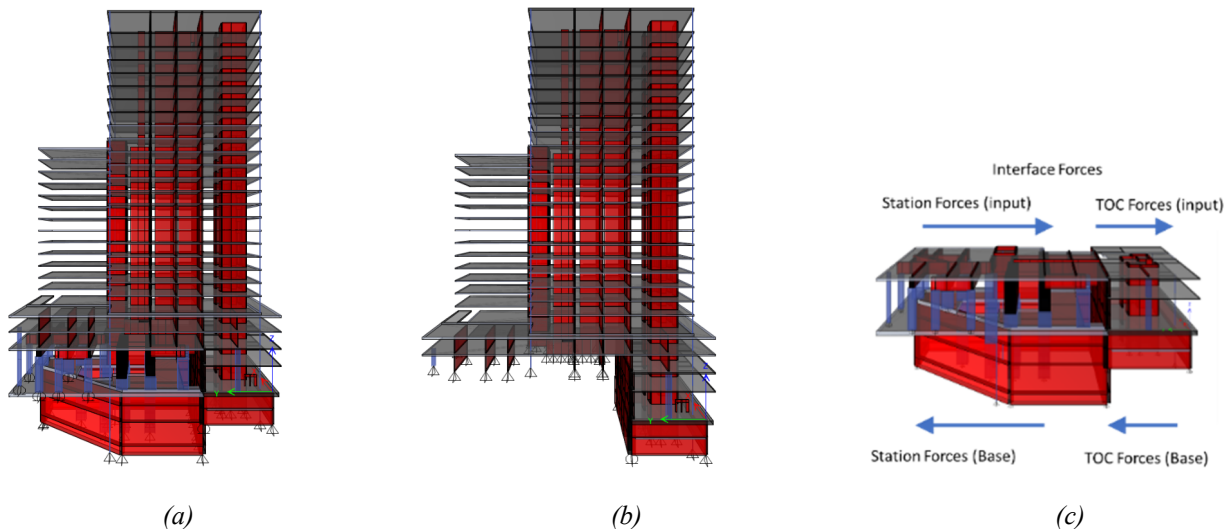 Interface Forces
Station Forces (input)
TOC Forces (input)
Station Forces (Base)
TOC Forces (Base)
(a)
(b)
(c)